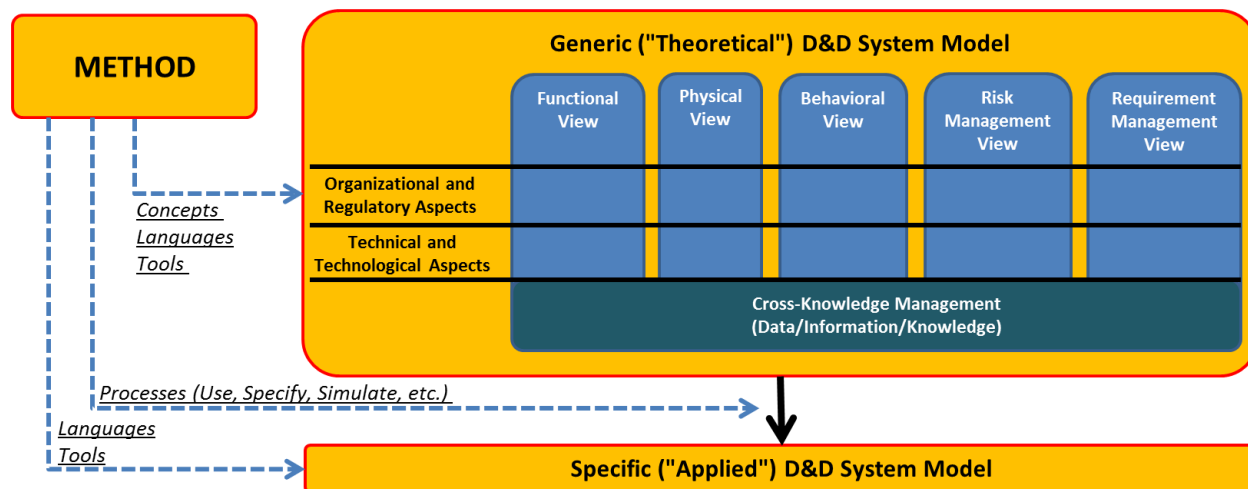 METHOD
Generic ("Theoretical") D&D System Model
Functional
View
Physical
View
Behavioral
View
Risk
Management
View
Requirement
Management
View
Organizational and
Regulatory Aspects
Technical and
Technological Aspects
Cross-Knowledge Management
(Data/Information/Knowledge)
Concepts
Languages
Tools
Processes (Use, Specify, Simulate, etc.)
Languages
Tools
Specific ("Applied") D&D System Model